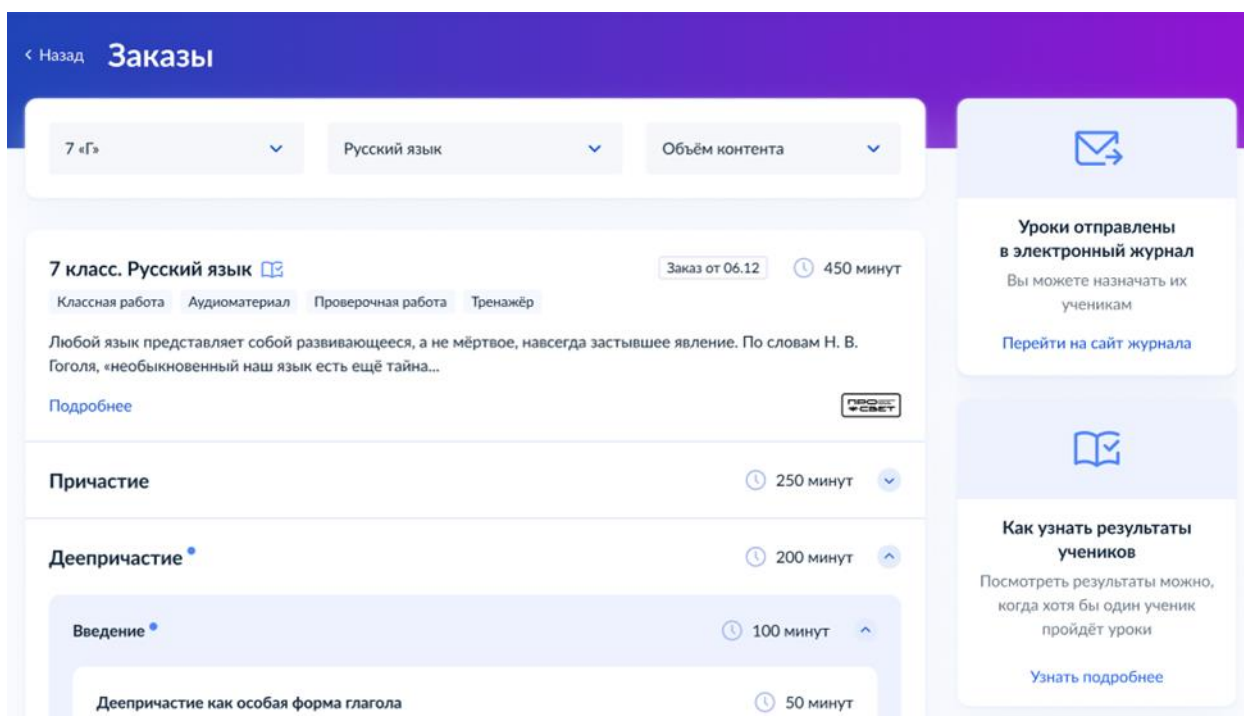 Назад Заказы
7 «Г» Русский язык Объём контента
7 класс. Русский язык Заказ от 06.12 450 минут
Классная работа Аудиоматериал Проверочная работа Тренажёр
Любой язык представляет собой развивающееся, а не мёртвое, навсегда застывшее явление. По словам Н. В.
Гоголя, «необыкновенный наш язык есть ещё тайна...
Подробнее
ПРО
СВЕТ
Причастие 250 минут
Деепричастие 200 минут
Введение 100 минут
Деепричастие как особая форма глагола 50 минут
Уроки отправлены
в электронный журнал
Вы можете назначать их
ученикам
Перейти на сайт журнала
Как узнать результаты
учеников
Посмотреть результаты можно,
когда хотя бы один ученик
пройдёт уроки
Узнать подробнее